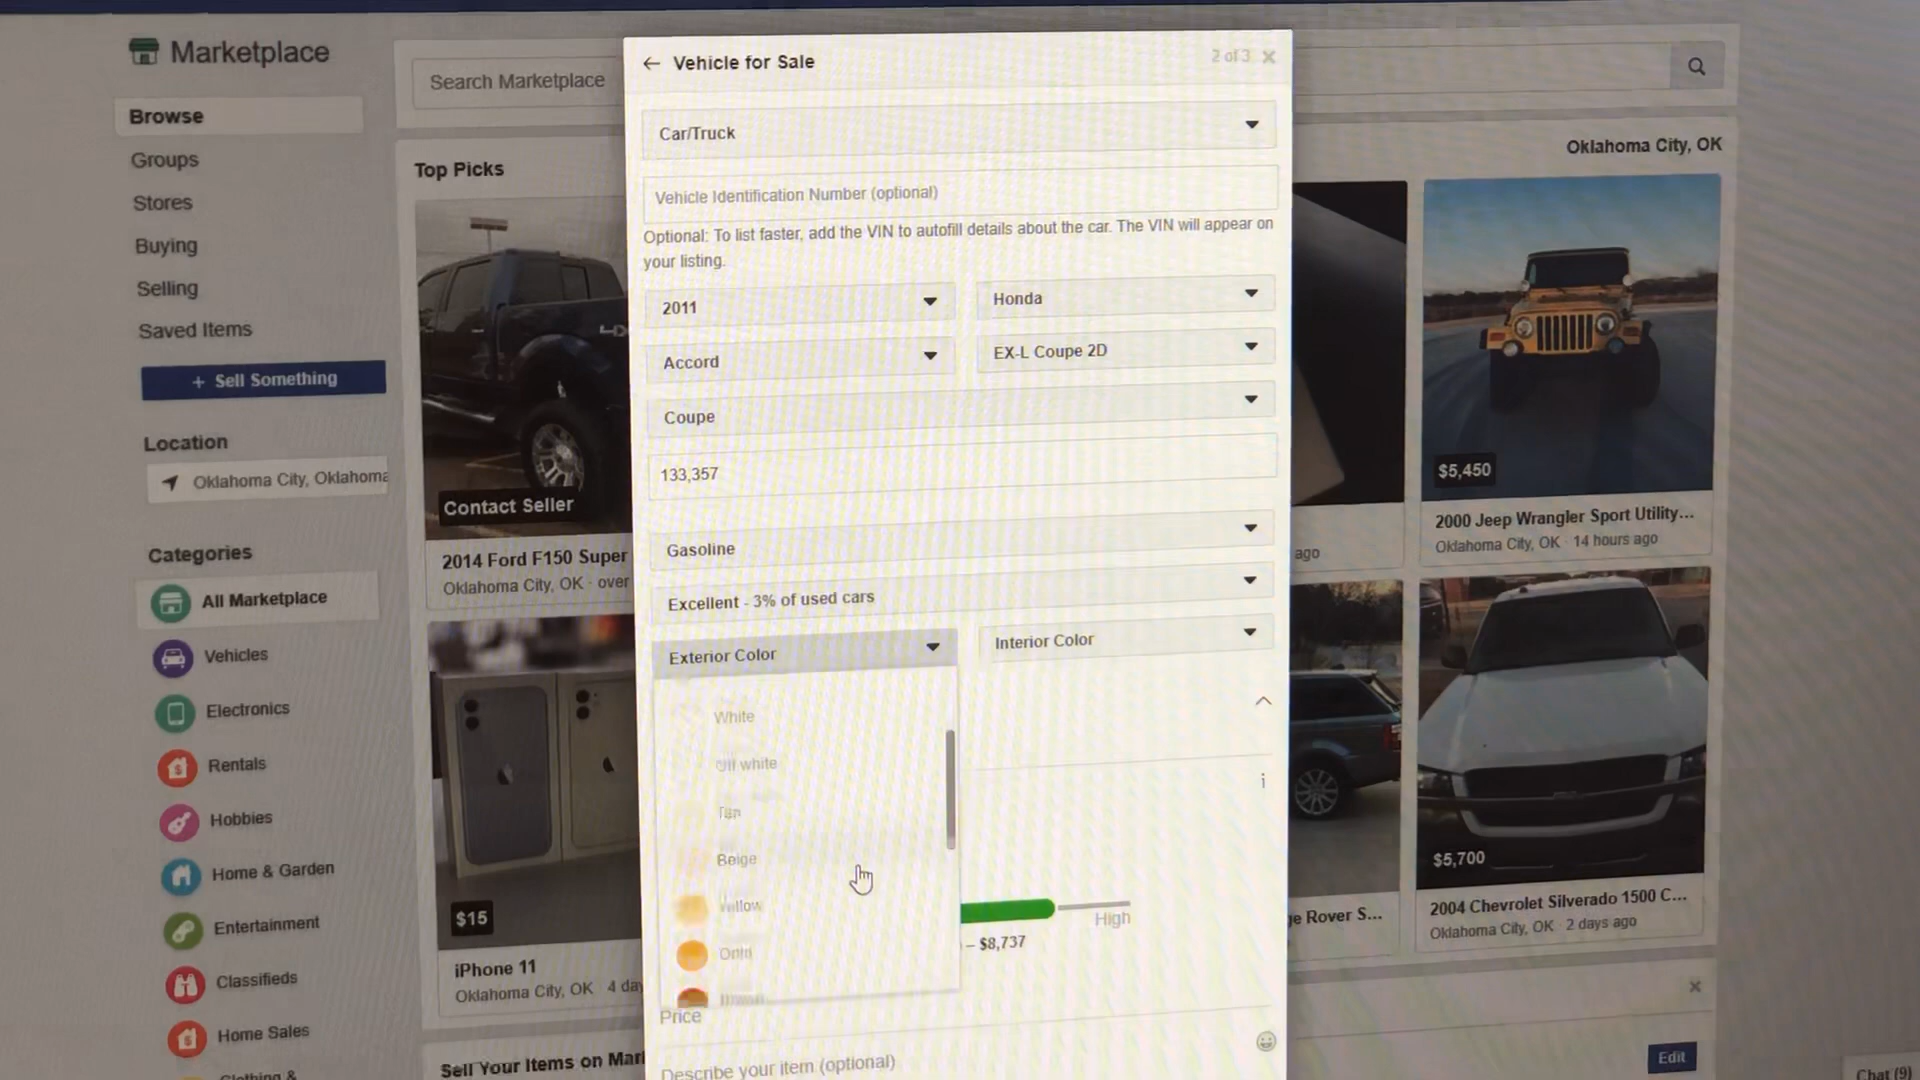 Marketplace
Browse
Groups
Stores
Buying
Selling
Saved Items
+ Sell Something
Location
Oklahoma City, Oklahoma
Categories
All Marketplace
Vehicles
Electronics
Rentals
Hobbies
Home & Garden
Entertainment
Classifieds
Home Sales
Clothing &
Search Marketplace
Top Picks
Oklahoma City, OK
Contact Seller
2014 Ford F150 Super
Oklahoma City, OK · over
$15
iPhone 11
Oklahoma City, OK 4 day
Sell Your Items on Mar
← Vehicle for Sale
2 of 3 ×
Car/Truck
Vehicle Identification Number (optional)
Optional: To list faster, add the VIN to autofill details about the car. The VIN will appear on
your listing.
2011
Honda
Accord
EX-L Coupe 2D
Coupe
133,357
Gasoline
Excellent - 3% of used cars
Exterior Color
Interior Color
White
Off white
Tan
Beige
Yellow
High
– $8,737
Price
Describe your item (optional)
ago
$5,450
2000 Jeep Wrangler Sport Utility...
Oklahoma City, OK · 14 hours ago
ge Rover S...
$5,700
2004 Chevrolet Silverado 1500 C...
Oklahoma City, OK · 2 days ago
Edit
Chat (9)